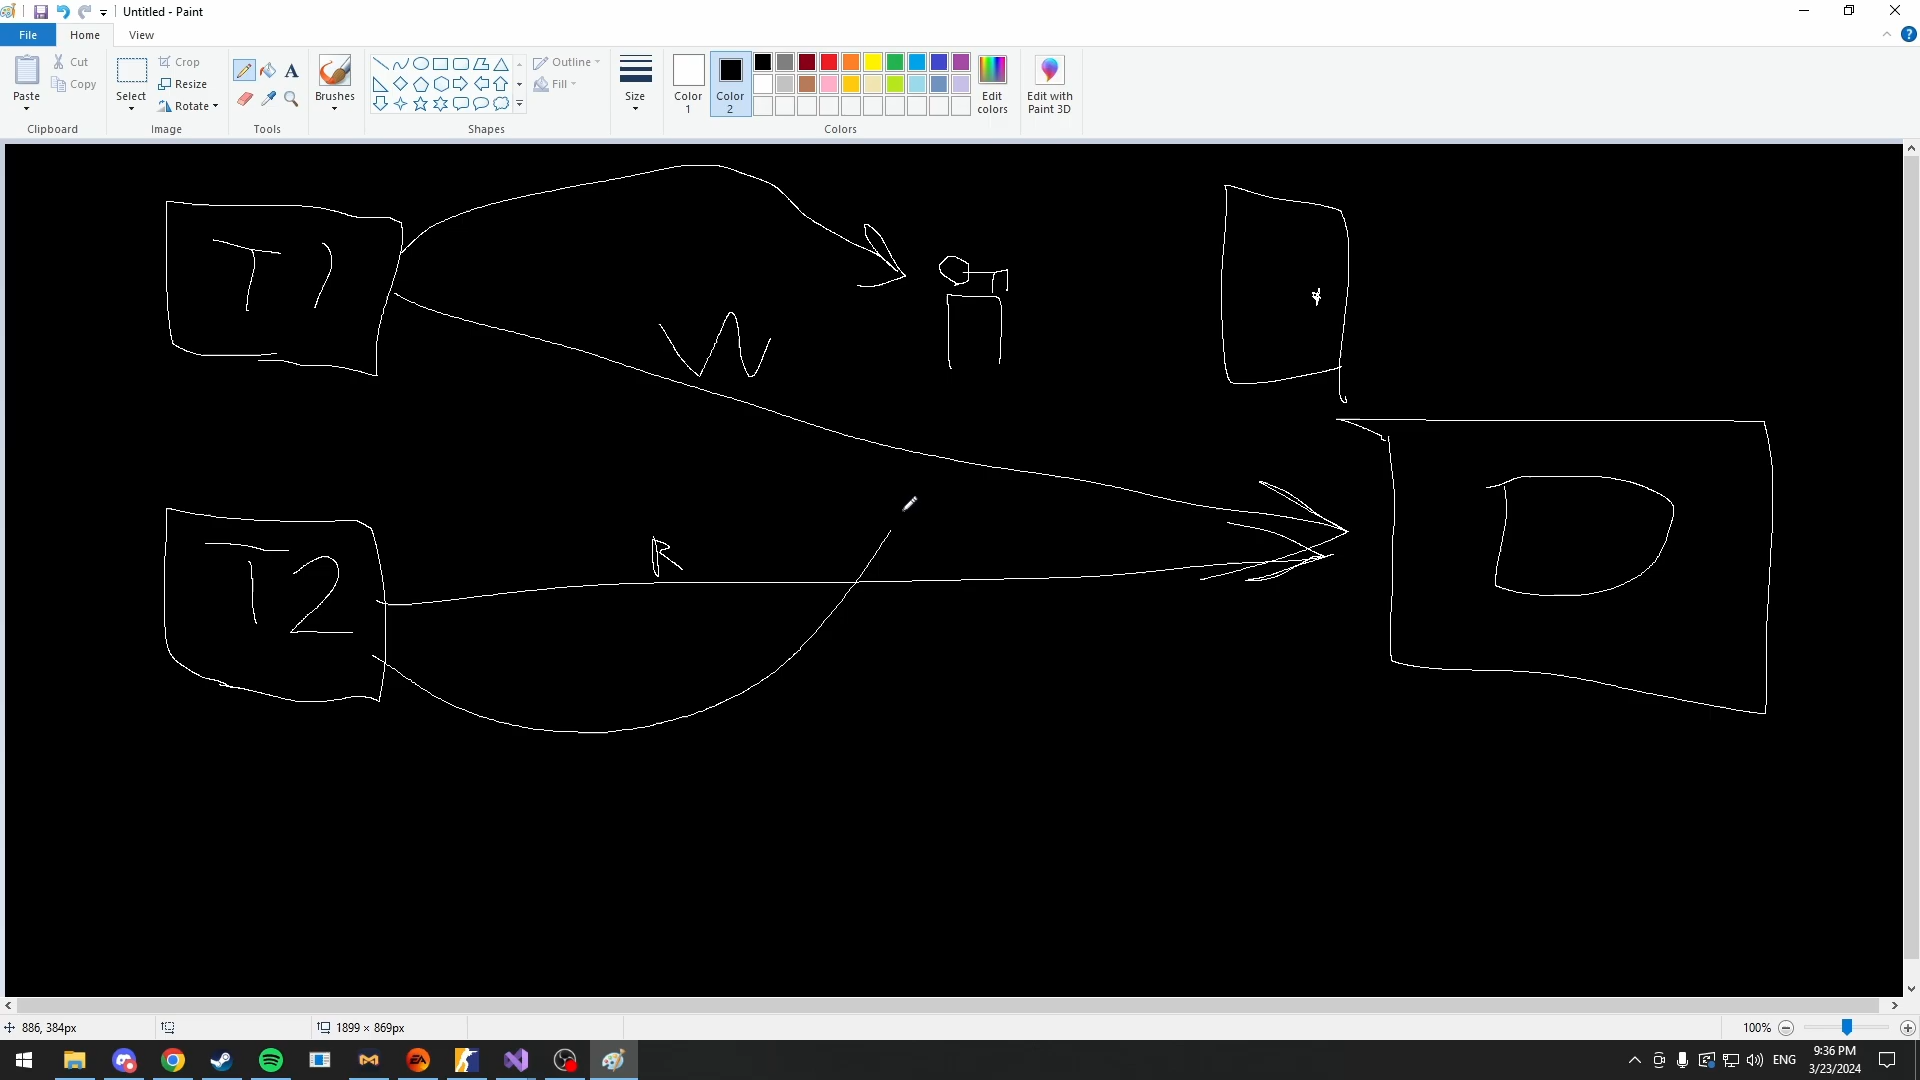 Untitled - Paint
File Home View
Paste
Cut
Copy
Clipboard
Select
Crop
Resize
Rotate
Image
Tools
Brushes
Shapes
Outline
Fill
Size
Color 1
Color 2
Colors
Edit colors
Edit with Paint 3D
T1
W
T2
R
D
886, 384px
1899 × 869px
100%
ENG
9:36 PM
3/23/2024